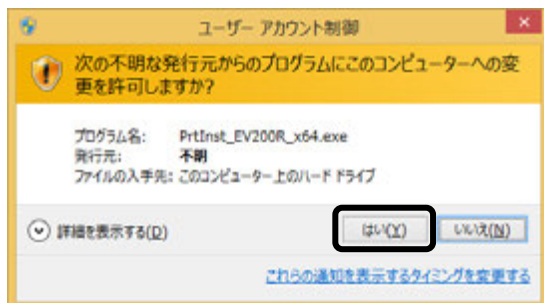 ユーザー アカウント制御
次の不明な発行元からのプログラムにこのコンピューターへの変
更を許可しますか?
プログラム名: PrtInst_EV200R_x64.exe
発行元: 不明
ファイルの入手先: このコンピューター上のハード ドライブ
詳細を表示する(D) はい(Y) いいえ(N)
これらの通知を表示するタイミングを変更する